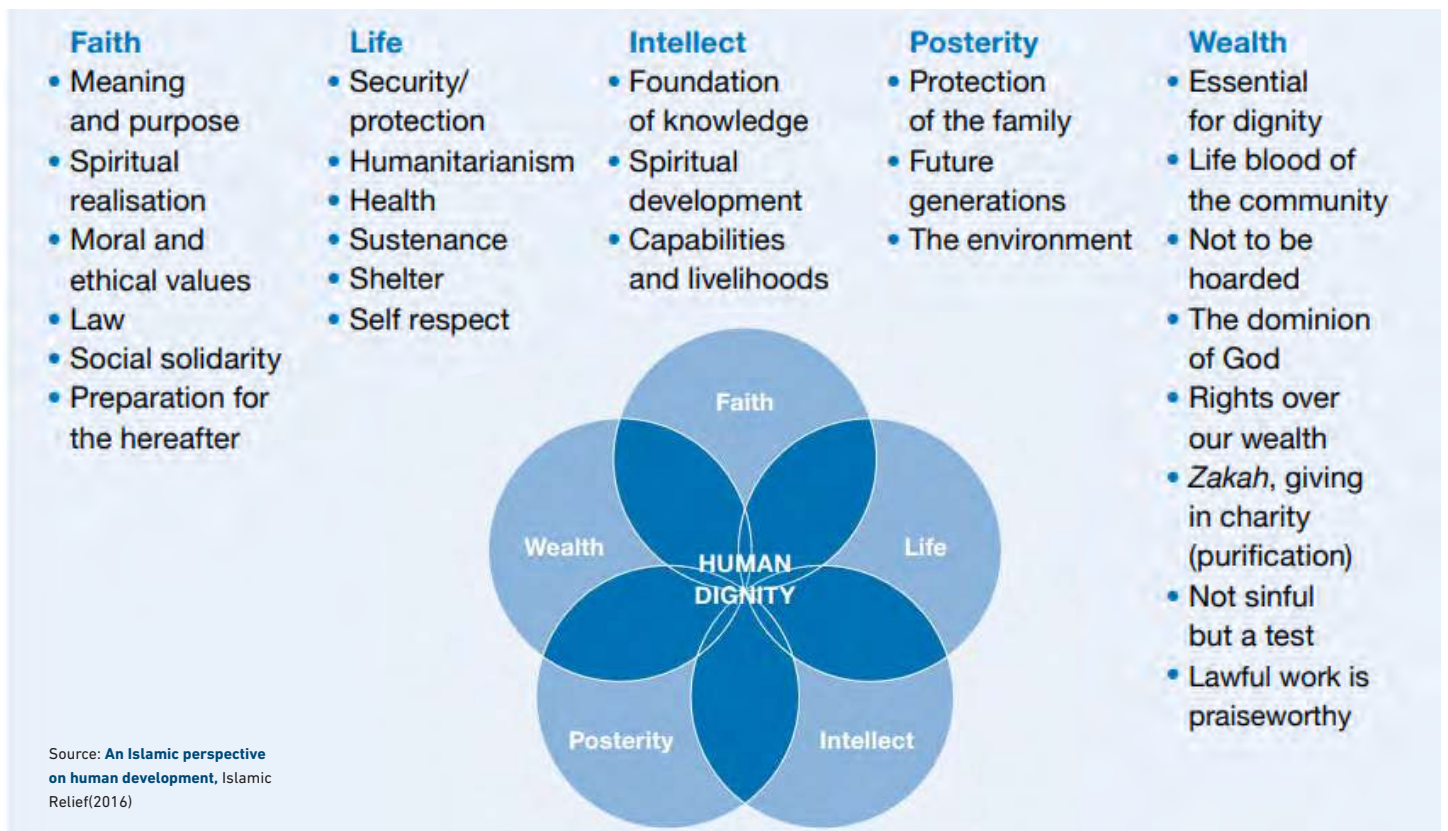 Faith
• Meaning
and purpose
• Spiritual
realisation
• Moral and
ethical values
• Law
• Social solidarity
• Preparation for
the hereafter
Life
• Security/
protection
• Humanitarianism
• Health
• Sustenance
• Shelter
• Self respect
Intellect
• Foundation
of knowledge
• Spiritual
development
• Capabilities
and livelihoods
Posterity
• Protection
of the family
• Future
generations
• The environment
Wealth
• Essential
for dignity
• Life blood of
the community
• Not to be
hoarded
• The dominion
of God
• Rights over
our wealth
• Zakah, giving
in charity
(purification)
• Not sinful
but a test
• Lawful work is
praiseworthy
Faith
Wealth
Life
HUMAN
DIGNITY
Posterity
Intellect
Source: An Islamic perspective
on human development, Islamic
Relief(2016)